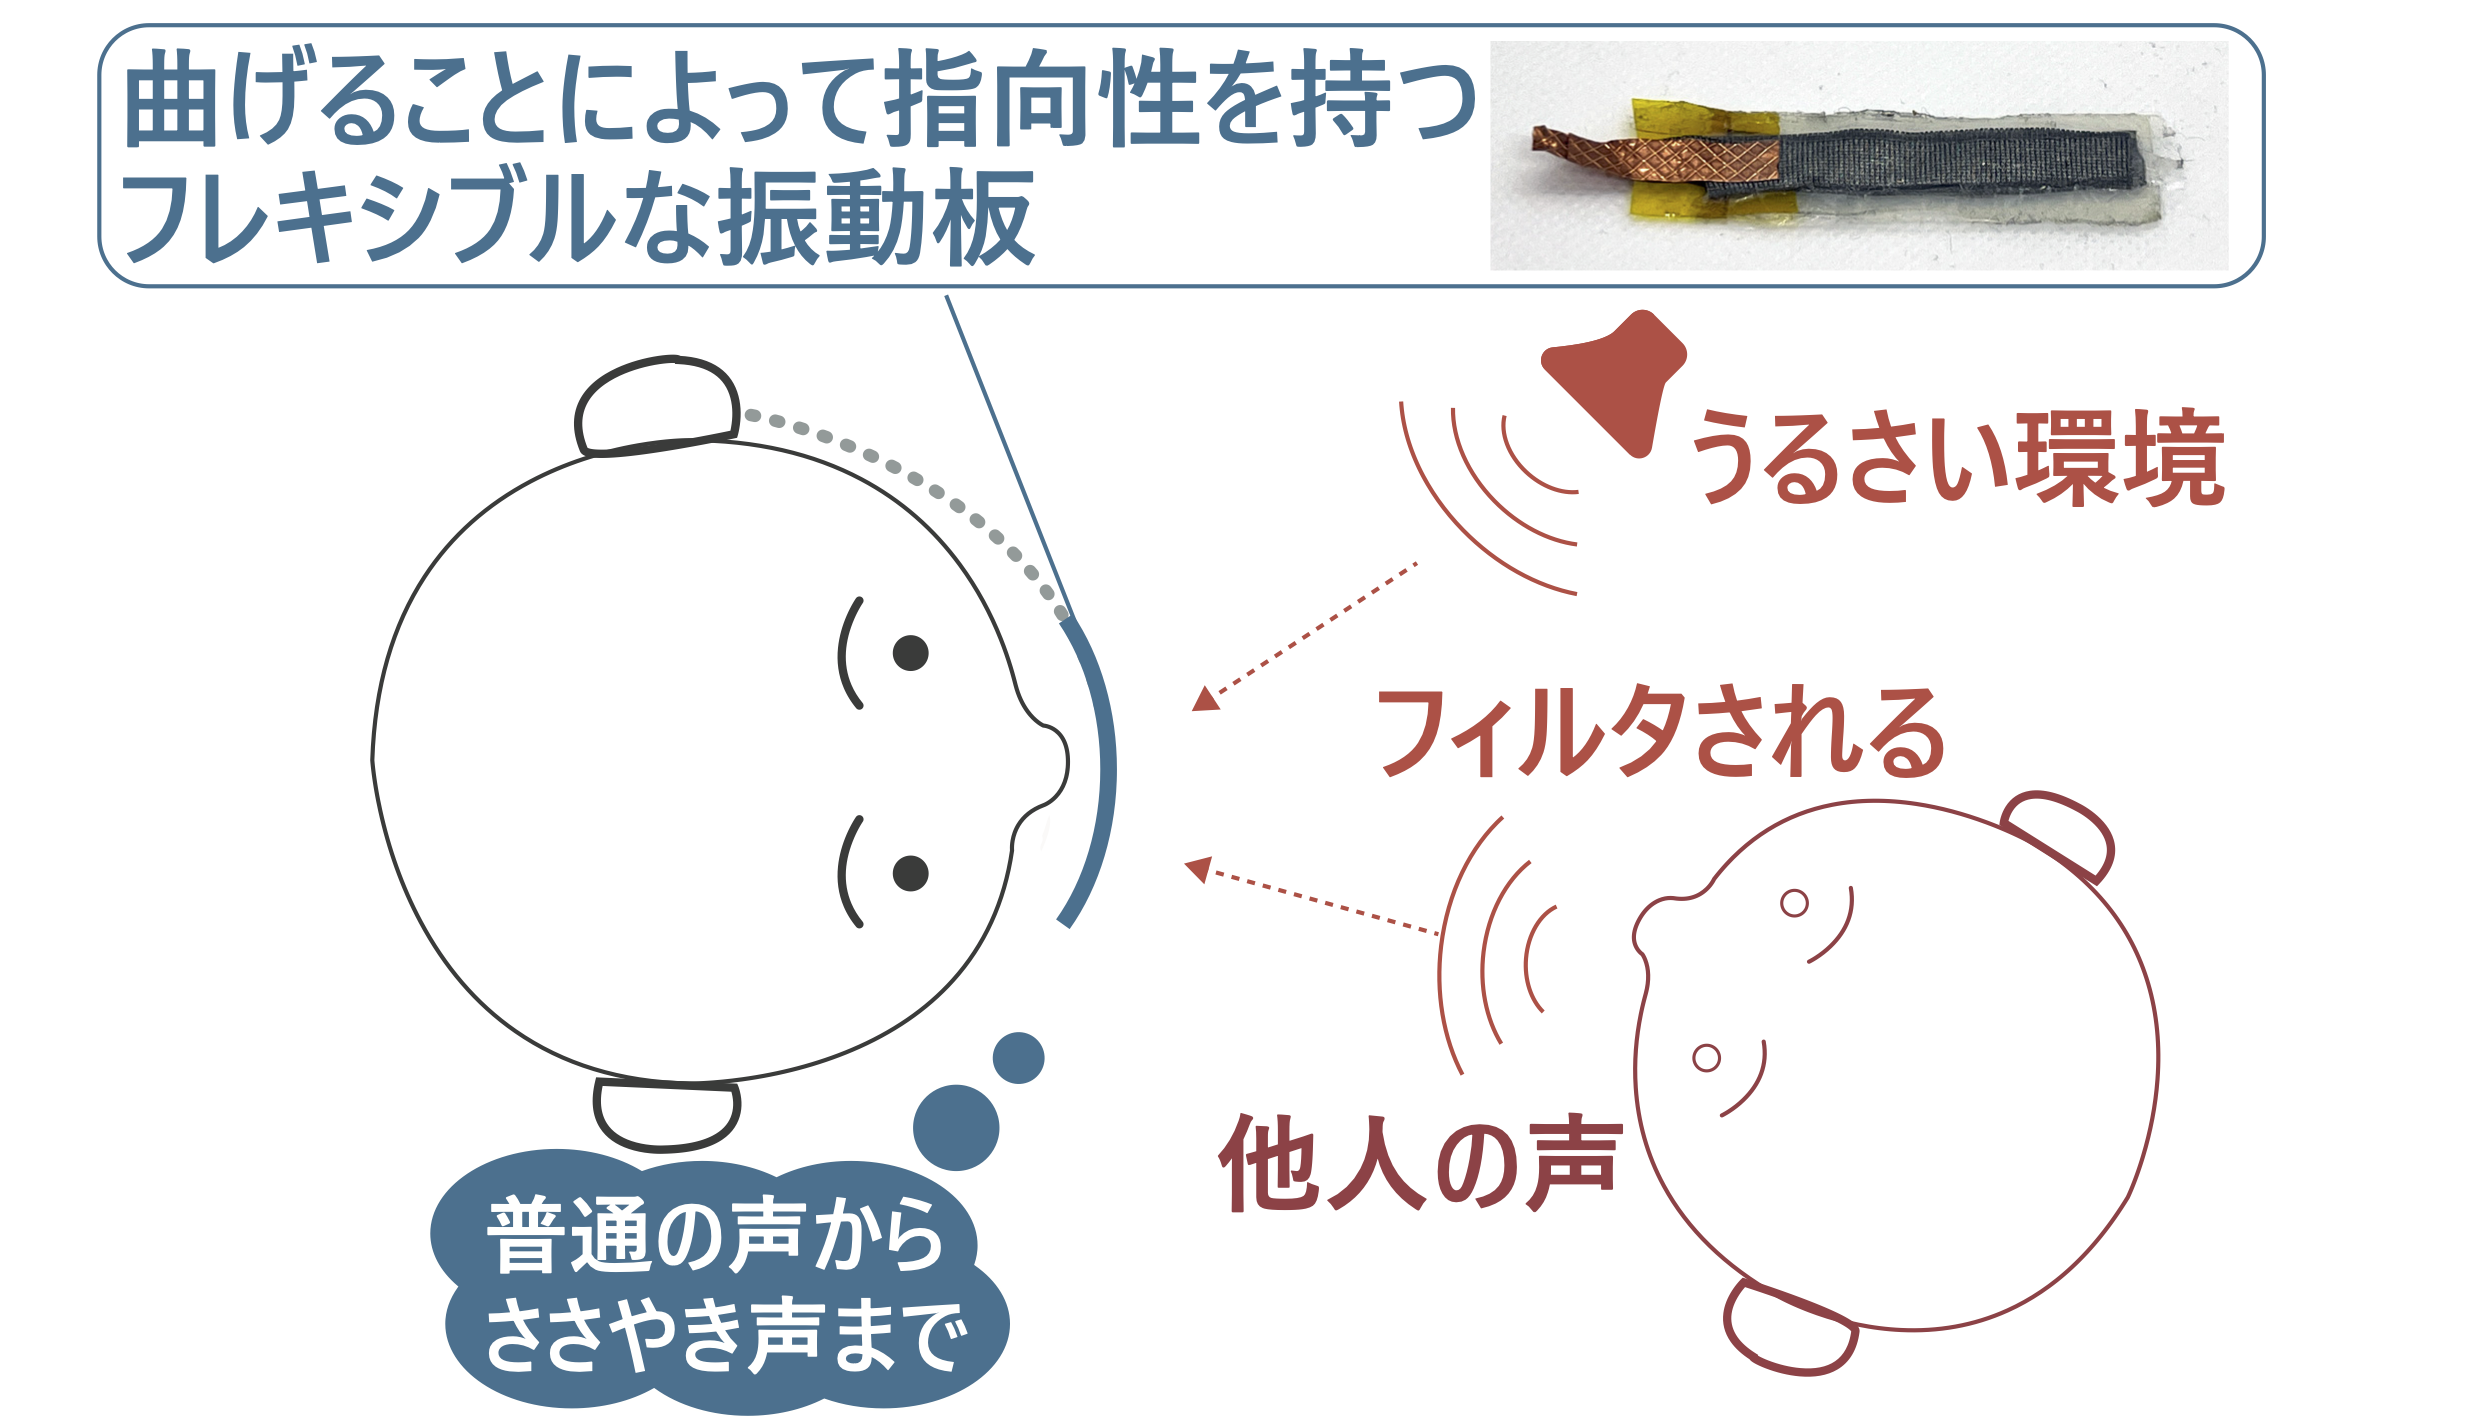 曲げることによって指向性を持つ
フレキシブルな振動板
うるさい環境
フィルタされる
他人の声
普通の声から
ささやき声まで